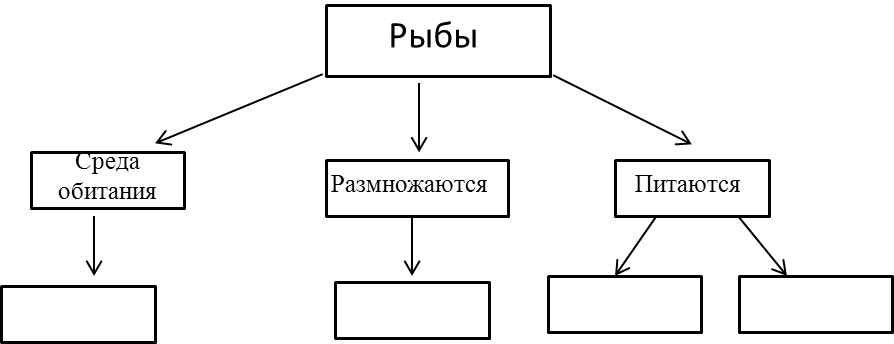 Рыбы
Среда
обитания
Размножаются
Питаются